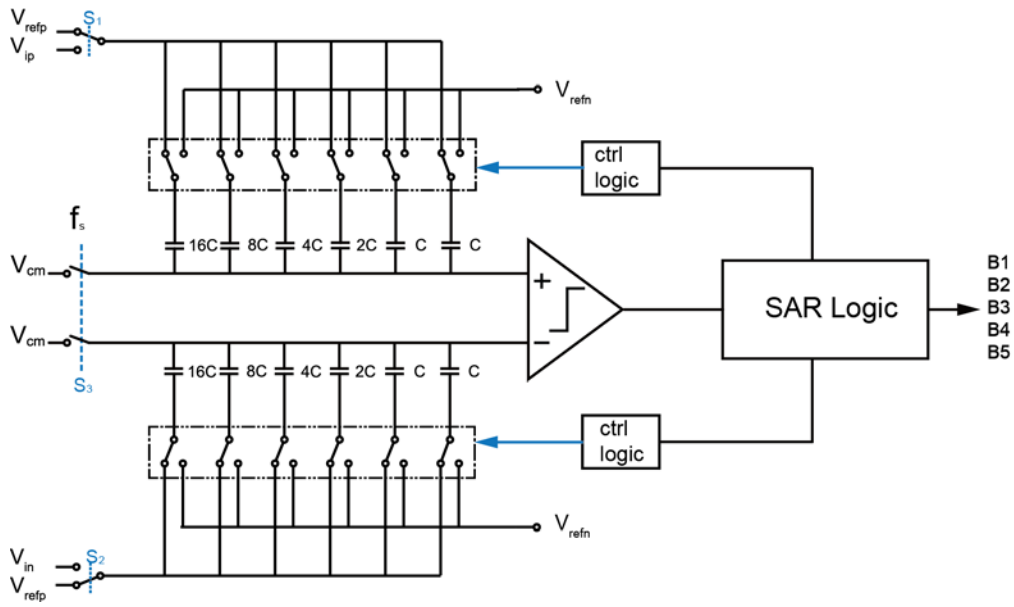 Vrefp
S1
Vip
Vrefn
ctrl
logic
fs
16C 8C 4C 2C C C
Vcm
+
B1
B2
SAR Logic
B3
B4
B5
Vcm
−
S3
16C 8C 4C 2C C C
ctrl
logic
Vrefn
Vin
S2
Vrefp